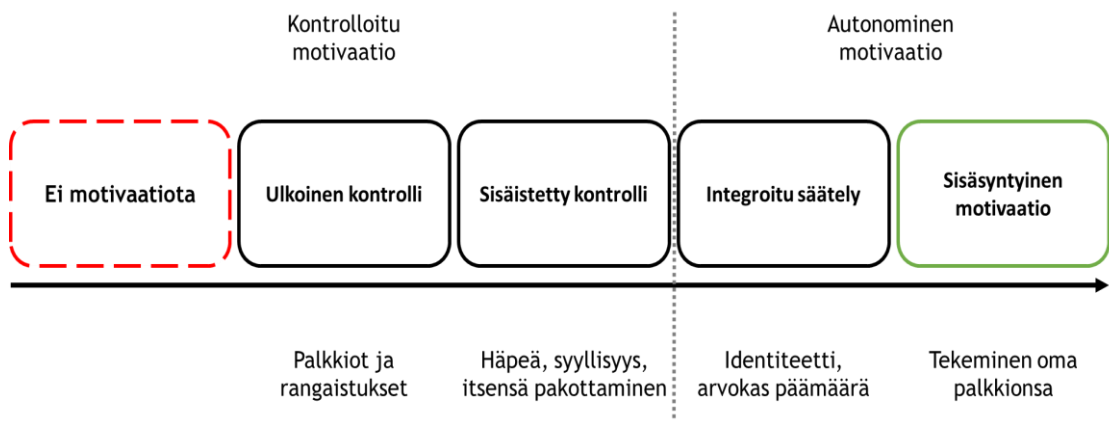 Kontrolloitu
motivaatio
Autonominen
motivaatio
Ei motivaatiota
Ulkoinen kontrolli
Sisäistetty kontrolli
Integroitu säätely
Sisäsyntyinen
motivaatio
Palkkiot ja
rangaistukset
Häpeä, syyllisyys,
itsensä pakottaminen
Identiteetti,
arvokas päämäärä
Tekeminen oma
palkkionsa